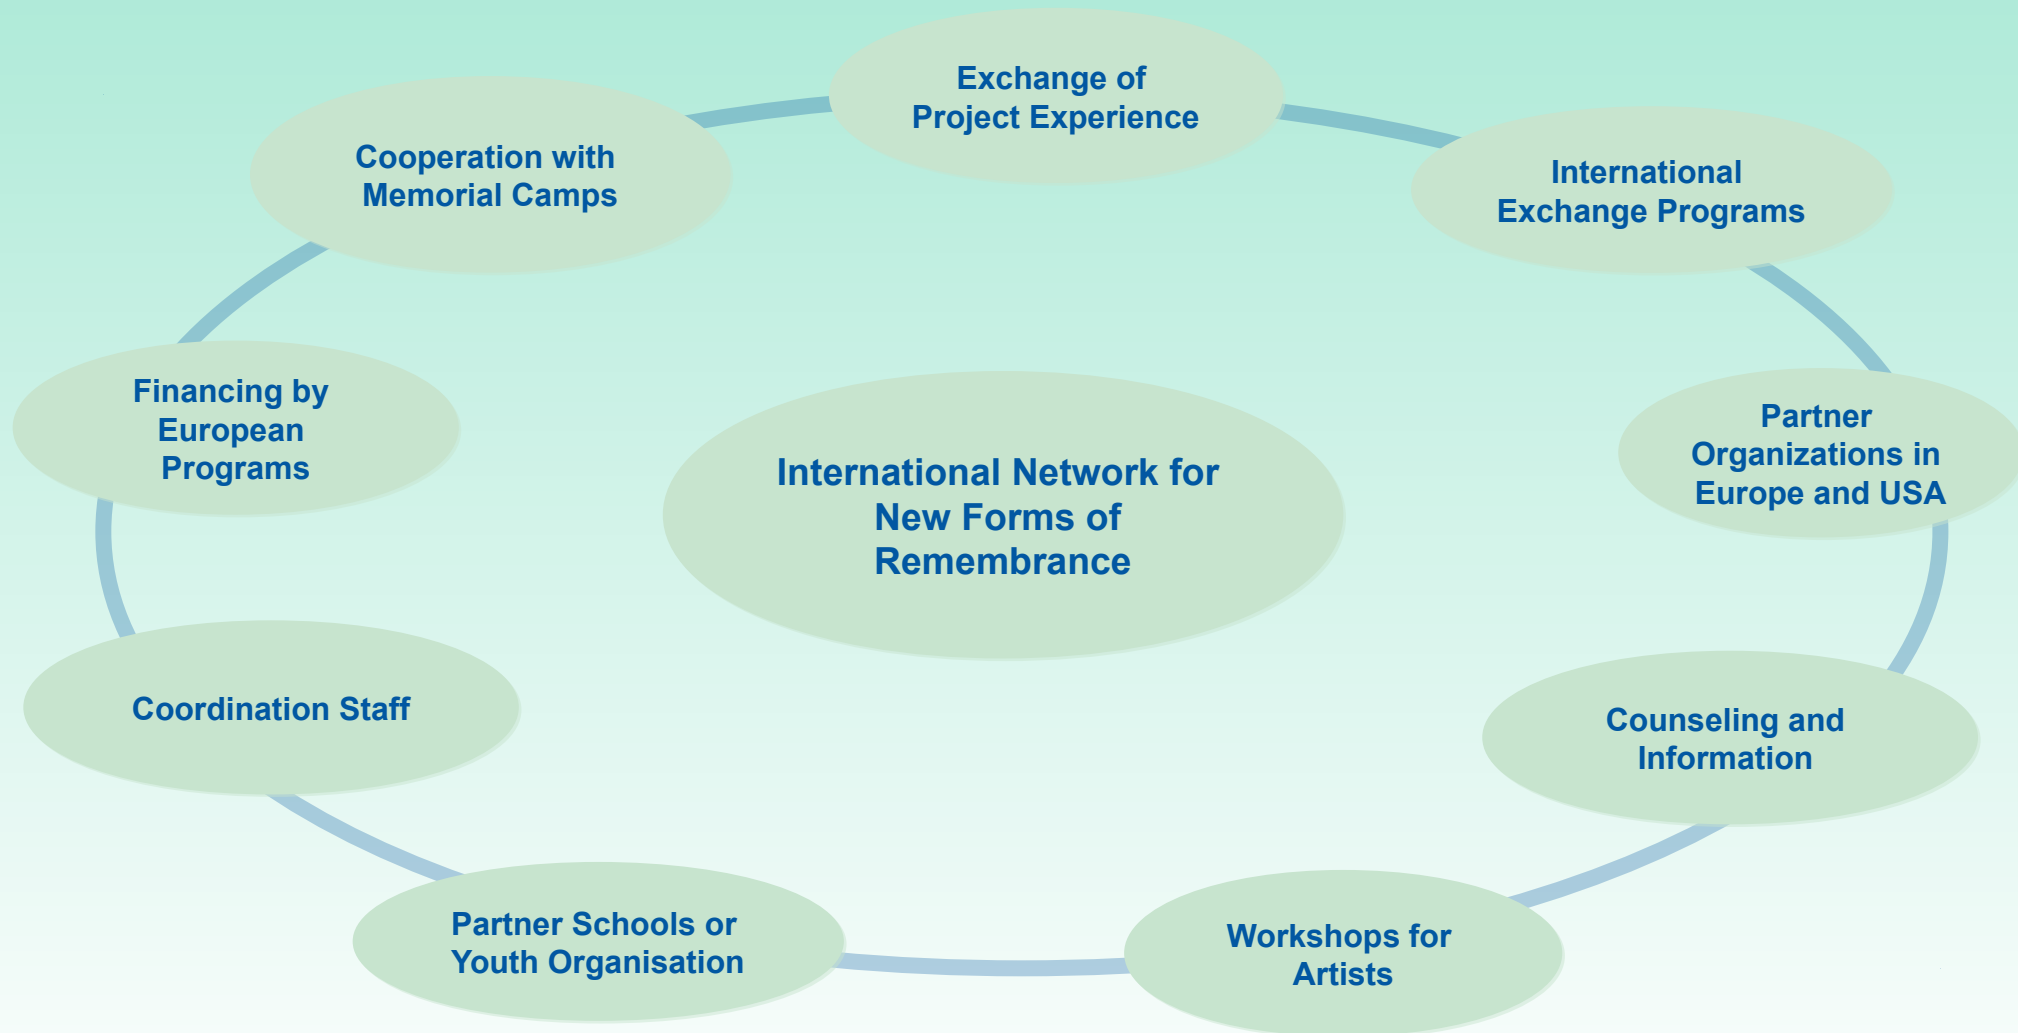 Exchange of
Project Experience
Cooperation with
Memorial Camps
International
Exchange Programs
Financing by
European
Programs
Partner
Organizations in
Europe and USA
International Network for
New Forms of
Remembrance
Coordination Staff
Counseling and
Information
Partner Schools or
Youth Organisation
Workshops for
Artists